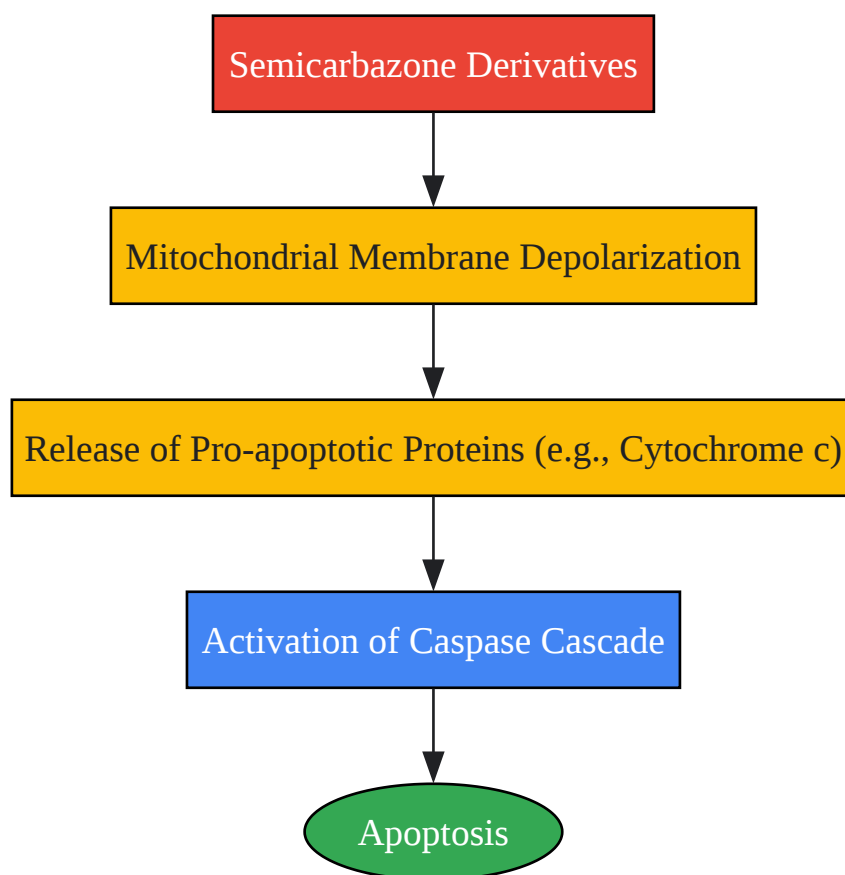 Semicarbazone Derivatives
Mitochondrial Membrane Depolarization
Release of Pro-apoptotic Proteins (e.g., Cytochrome c)
Activation of Caspase Cascade
Apoptosis